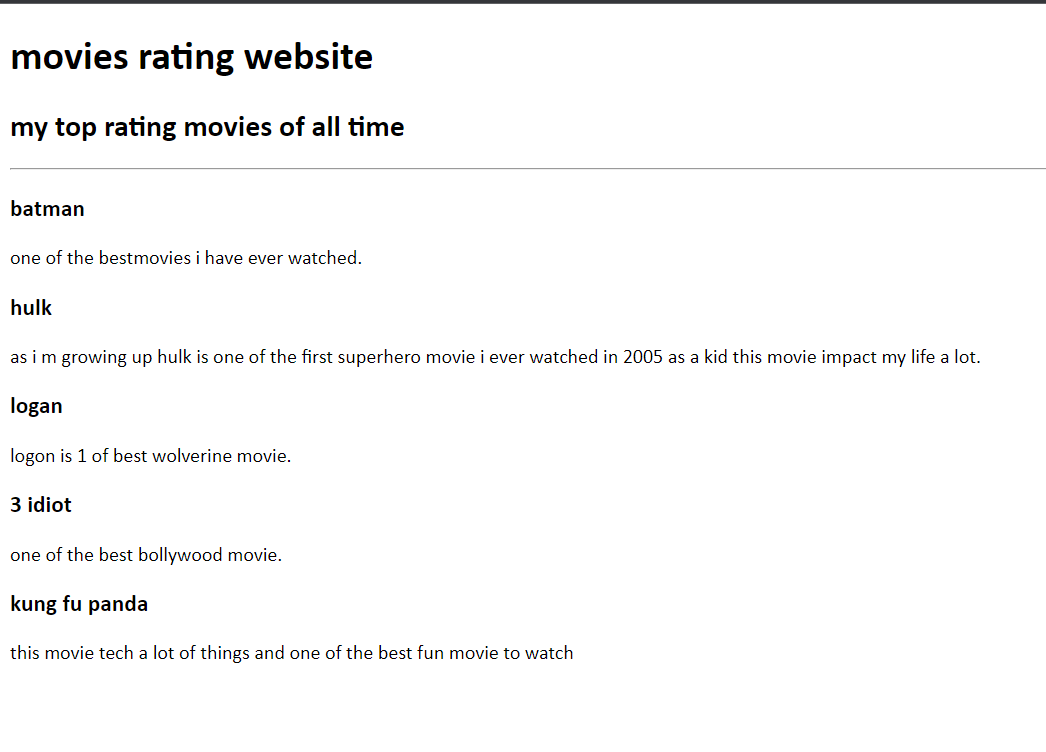 movies rating website
my top rating movies of all time
batman
one of the bestmovies i have ever watched.
hulk
as i m growing up hulk is one of the first superhero movie i ever watched in 2005 as a kid this movie impact my life a lot.
logan
logon is 1 of best wolverine movie.
3 idiot
one of the best bollywood movie.
kung fu panda
this movie tech a lot of things and one of the best fun movie to watch